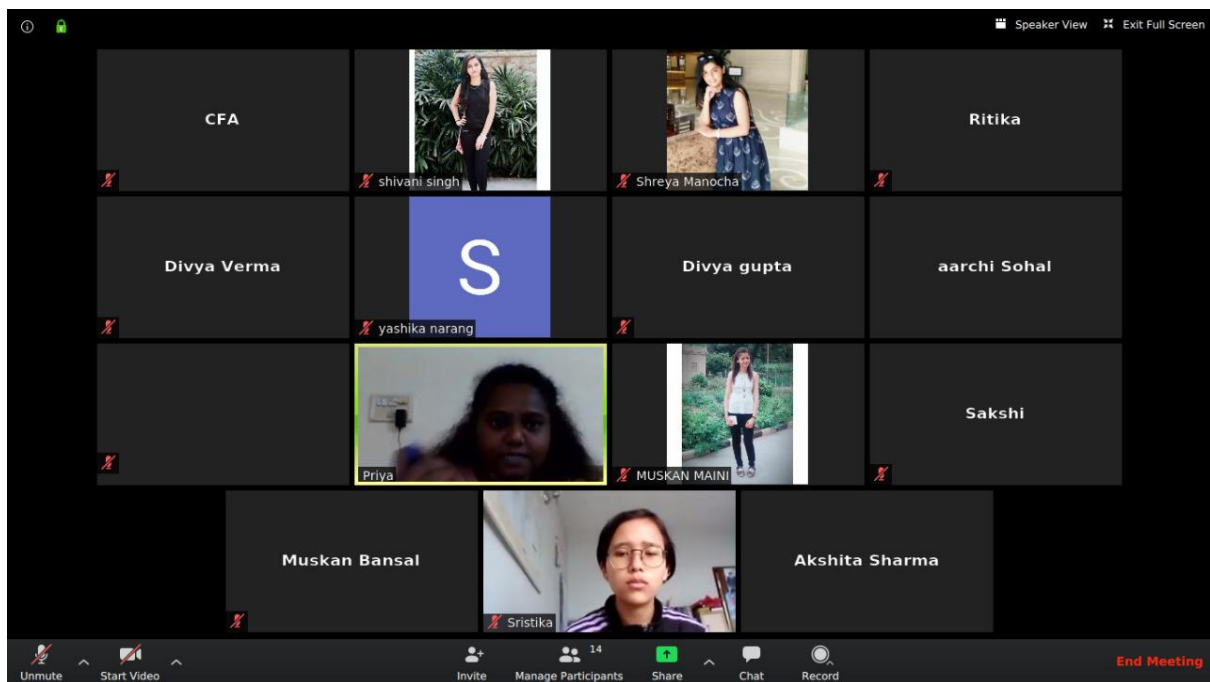 Speaker View Exit Full Screen
CFA
shivani singh
Shreya Manocha
Ritika
Divya Verma
S
yashika narang
Divya gupta
aarchi Sohal
Priya
MUSKAN MAINI
Sakshi
Muskan Bansal
Sristika
Akshita Sharma
14
Unmute Start Video Invite Manage Participants Share Chat Record End Meeting